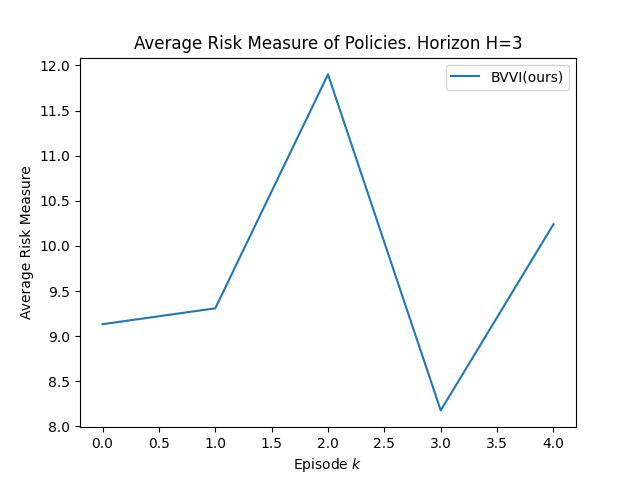 Average Risk Measure of Policies. Horizon H=3
BVVI(ours)
12.0
11.5
11.0
10.5
10.0
9.5
9.0
8.5
8.0
Average Risk Measure
0.0 0.5 1.0 1.5 2.0 2.5 3.0 3.5 4.0
Episode k